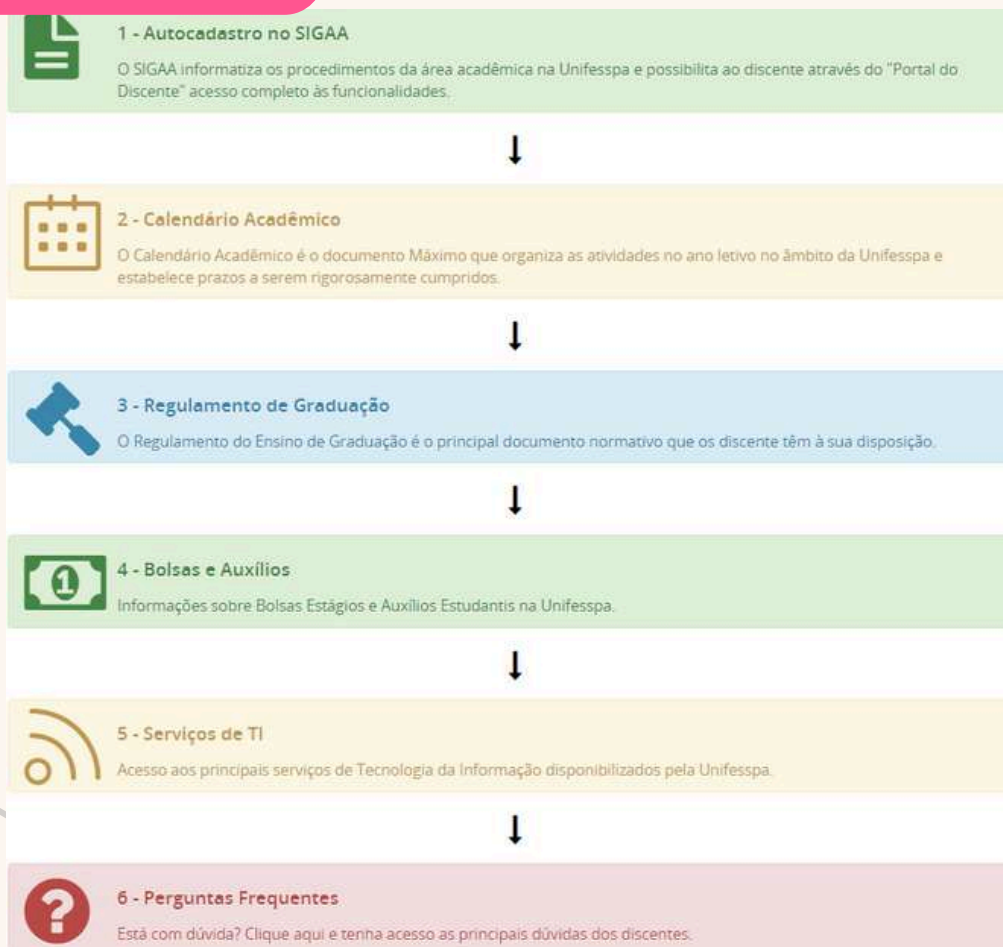 1 - Autocadastro no SIGAA
O SIGAA informatiza os procedimentos da área acadêmica na Unifesspa e possibilita ao discente através do "Portal do
Discente" acesso completo às funcionalidades.
2 - Calendário Acadêmico
O Calendário Acadêmico é o documento Máximo que organiza as atividades no ano letivo no âmbito da Unifesspa e
estabelece prazos a serem rigorosamente cumpridos.
3 - Regulamento de Graduação
O Regulamento do Ensino de Graduação é o principal documento normativo que os discente têm à sua disposição.
1
4 - Bolsas e Auxílios
Informações sobre Bolsas Estágios e Auxílios Estudantis na Unifesspa.
5 - Serviços de TI
Acesso aos principais serviços de Tecnologia da Informação disponibilizados pela Unifesspa.
?
6 - Perguntas Frequentes
Está com dúvida? Clique aqui e tenha acesso as principais dúvidas dos discentes.